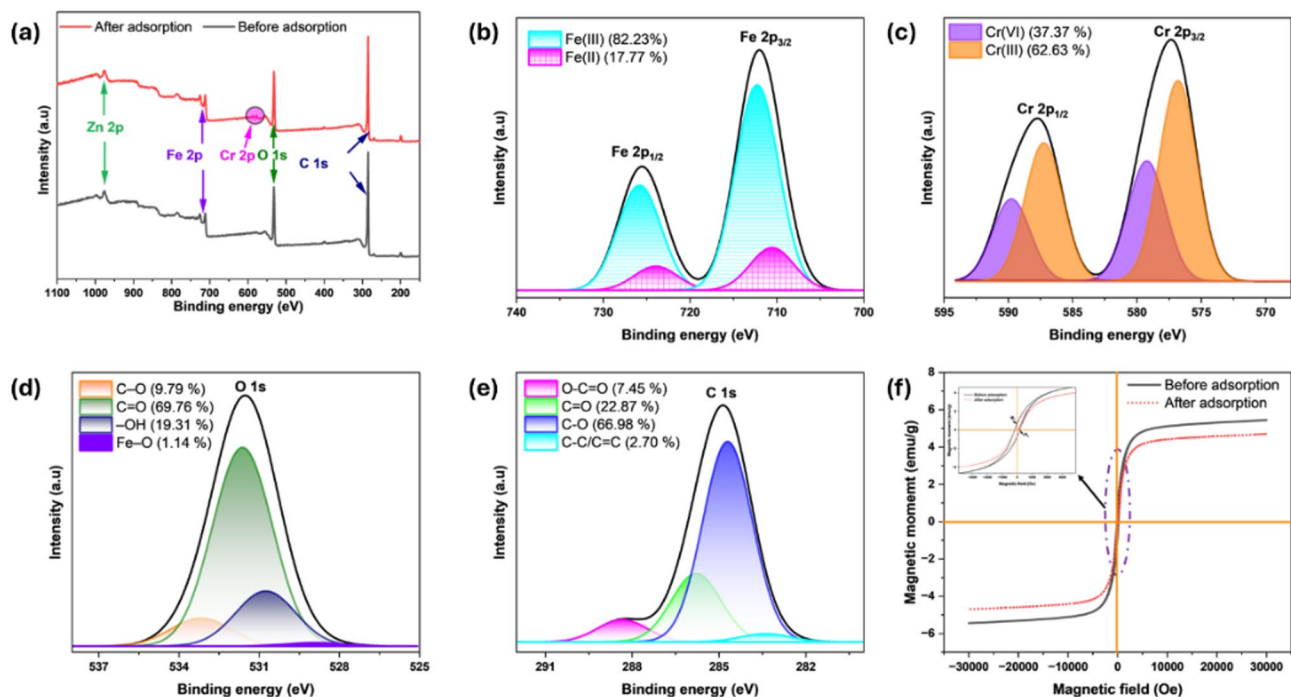 (a)
After adsorption
Before adsorption
Zn 2p
Fe 2p
Cr 2p
O 1s
C 1s
Intensity (a.u)
1100 1000 900 800 700 600 500 400 300 200
Binding energy (eV)
(b)
Fe(III) (82.23%)
Fe(II) (17.77 %)
Fe 2p3/2
Fe 2p1/2
Intensity (a.u)
740 730 720 710 700
Binding energy (eV)
(c)
Cr(VI) (37.37 %)
Cr(III) (62.63 %)
Cr 2p3/2
Cr 2p1/2
Intensity (a.u)
595 590 585 580 575 570
Binding energy (eV)
(d)
C–O (9.79 %)
C=O (69.76 %)
–OH (19.31 %)
Fe–O (1.14 %)
O 1s
Intensity (a.u)
537 534 531 528 525
Binding energy (eV)
(e)
O-C=O (7.45 %)
C=O (22.87 %)
C-O (66.98 %)
C-C/C=C (2.70 %)
C 1s
Intensity (a.u)
291 288 285 282
Binding energy (eV)
(f)
Before adsorption
After adsorption
Magnetic momemt (emu/g)
8
6
4
2
0
−2
−4
−6
−30000 −20000 −10000 0 10000 20000 30000
Magnetic field (Oe)
Before adsorption
After adsorption
Magnetic field (Oe)